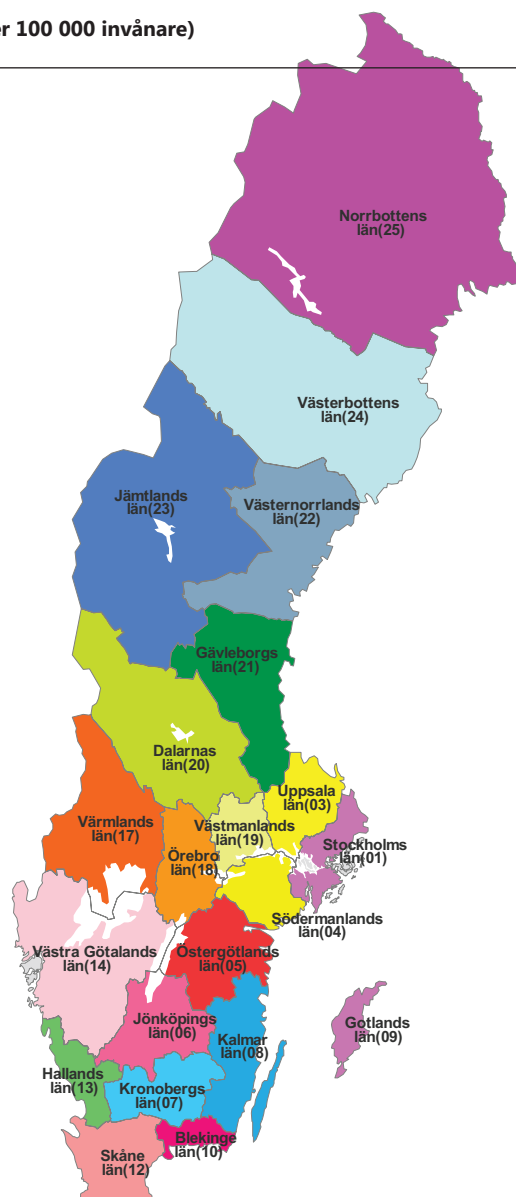 er 100 000 invånare)
Norrbottens
län(25)
Västerbottens
län(24)
Jämtlands
län(23)
Västernorrlands
län(22)
Gävleborgs
län(21)
Dalarnas
län(20)
Uppsala
län(03)
Värmlands
län(17)
Västmanlands
län(19)
Örebro
län(18)
Stockholms
län(01)
Södermanlands
län(04)
Västra Götalands
län(14)
Östergötlands
län(05)
Jönköpings
län(06)
Gotlands
län(09)
Kalmar
län(08)
Hallands
län(13)
Kronobergs
län(07)
Blekinge
län(10)
Skåne
län(12)